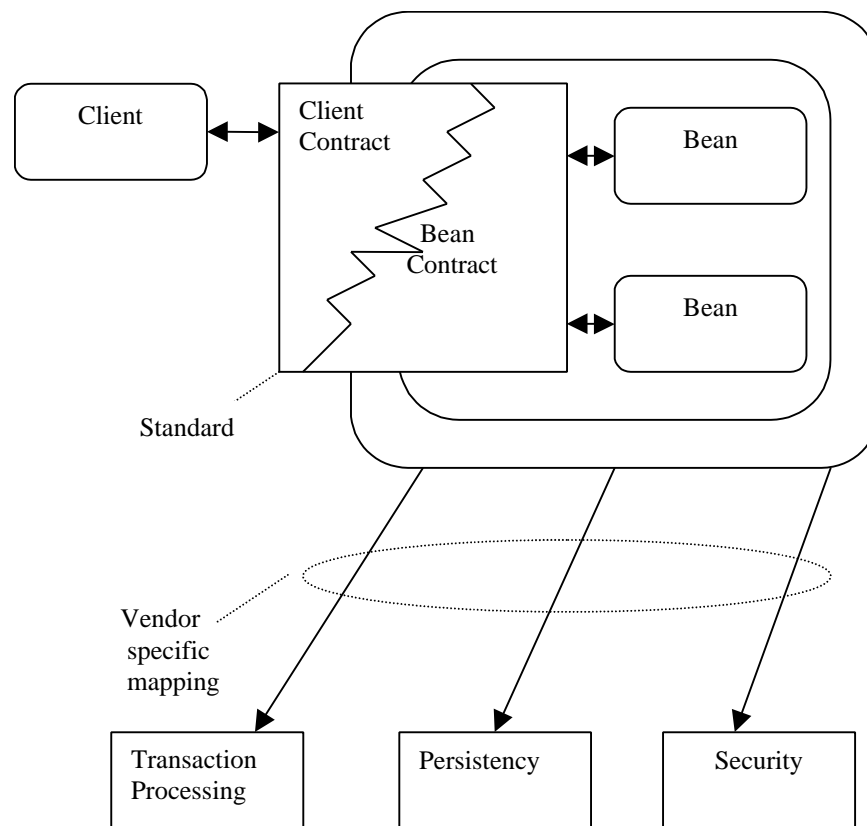 Client
Client
Contract
Bean
Bean
Contract
Bean
Standard
Vendor
specific
mapping
Transaction
Processing
Persistency
Security